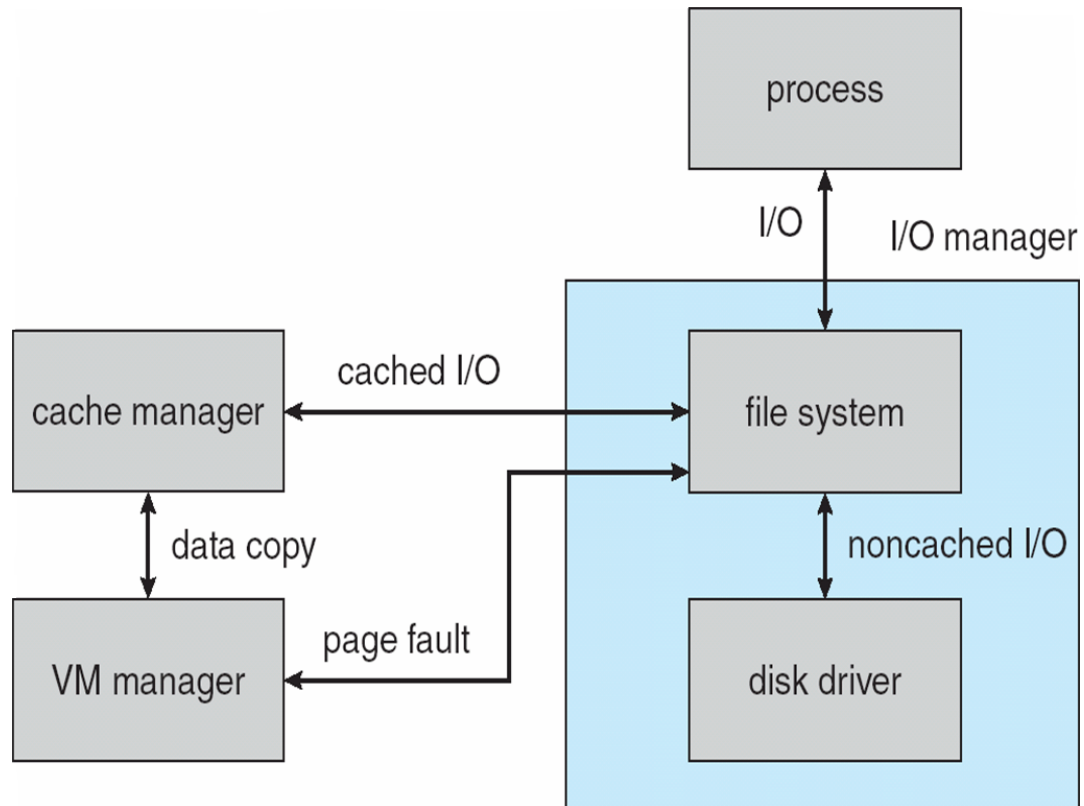 process
I/O
I/O manager
cached I/O
cache manager
file system
data copy
noncached I/O
page fault
VM manager
disk driver